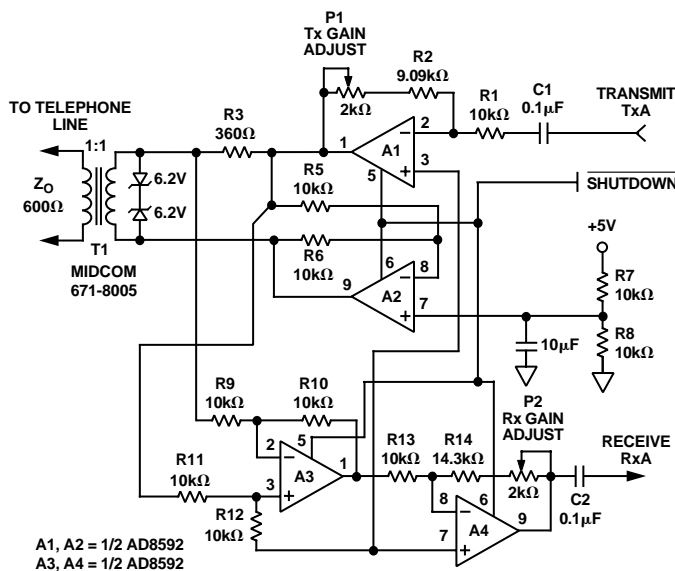 P1
Tx GAIN
ADJUST
2kΩ
R2
9.09kΩ
R1
10kΩ
C1
0.1µF
TRANSMIT
TxA
TO TELEPHONE
LINE
1:1
ZO
600Ω
6.2V
6.2V
T1
MIDCOM
671-8005
R3
360Ω
1
A1
2
3
5
R5
10kΩ
R6
10kΩ
9
A2
6
8
7
SHUTDOWN
+5V
R7
10kΩ
R8
10kΩ
10µF
R9
10kΩ
R10
10kΩ
R11
10kΩ
2
3
5
A3
1
R12
10kΩ
R13
10kΩ
R14
14.3kΩ
P2
Rx GAIN
ADJUST
2kΩ
RECEIVE
RxA
C2
0.1µF
8
7
6
A4
9
A1, A2 = 1/2 AD8592
A3, A4 = 1/2 AD8592